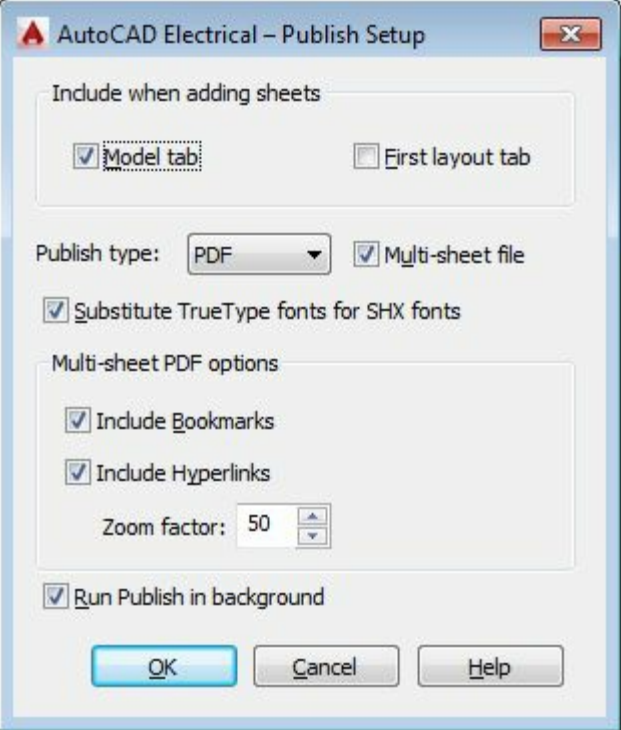 AutoCAD Electrical – Publish Setup
Include when adding sheets
Model tab First layout tab
Publish type: PDF Multi-sheet file
Substitute TrueType fonts for SHX fonts
Multi-sheet PDF options
Include Bookmarks
Include Hyperlinks
Zoom factor: 50
Run Publish in background
OK Cancel Help